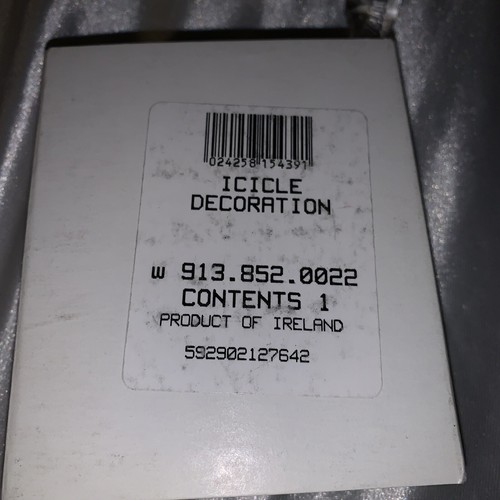 024258 154391
ICICLE
DECORATION
w 913.852.0022
CONTENTS 1
PRODUCT OF IRELAND
592902127642